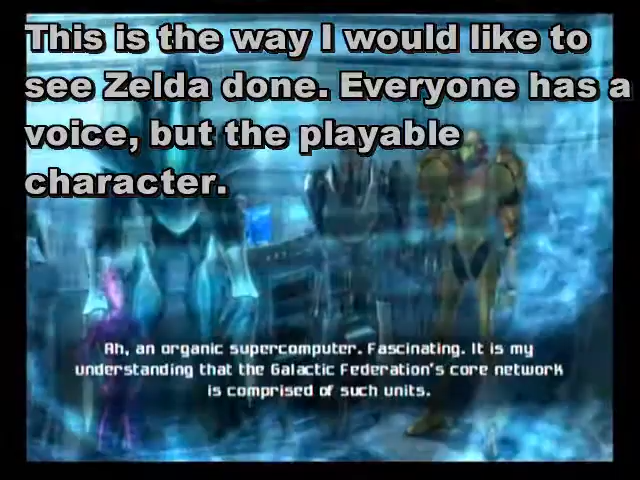 This is the way I would like to
see Zelda done. Everyone has a
voice, but the playable
character.
Ah, an organic supercomputer. Fascinating. It is my
understanding that the Galactic Federation's core network
is comprised of such units.